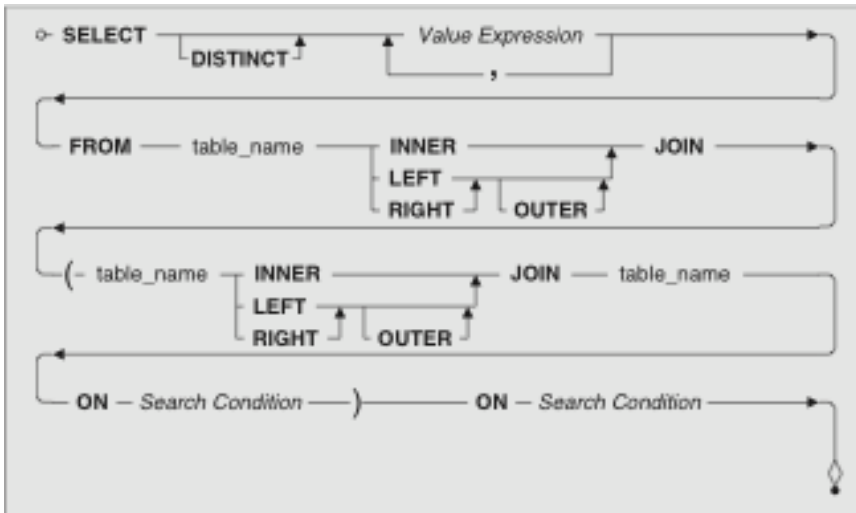 SELECT Value Expression
DISTINCT ,
FROM table_name INNER JOIN
LEFT
RIGHT OUTER
( table_name INNER JOIN table_name
LEFT
RIGHT OUTER
ON Search Condition ) ON Search Condition